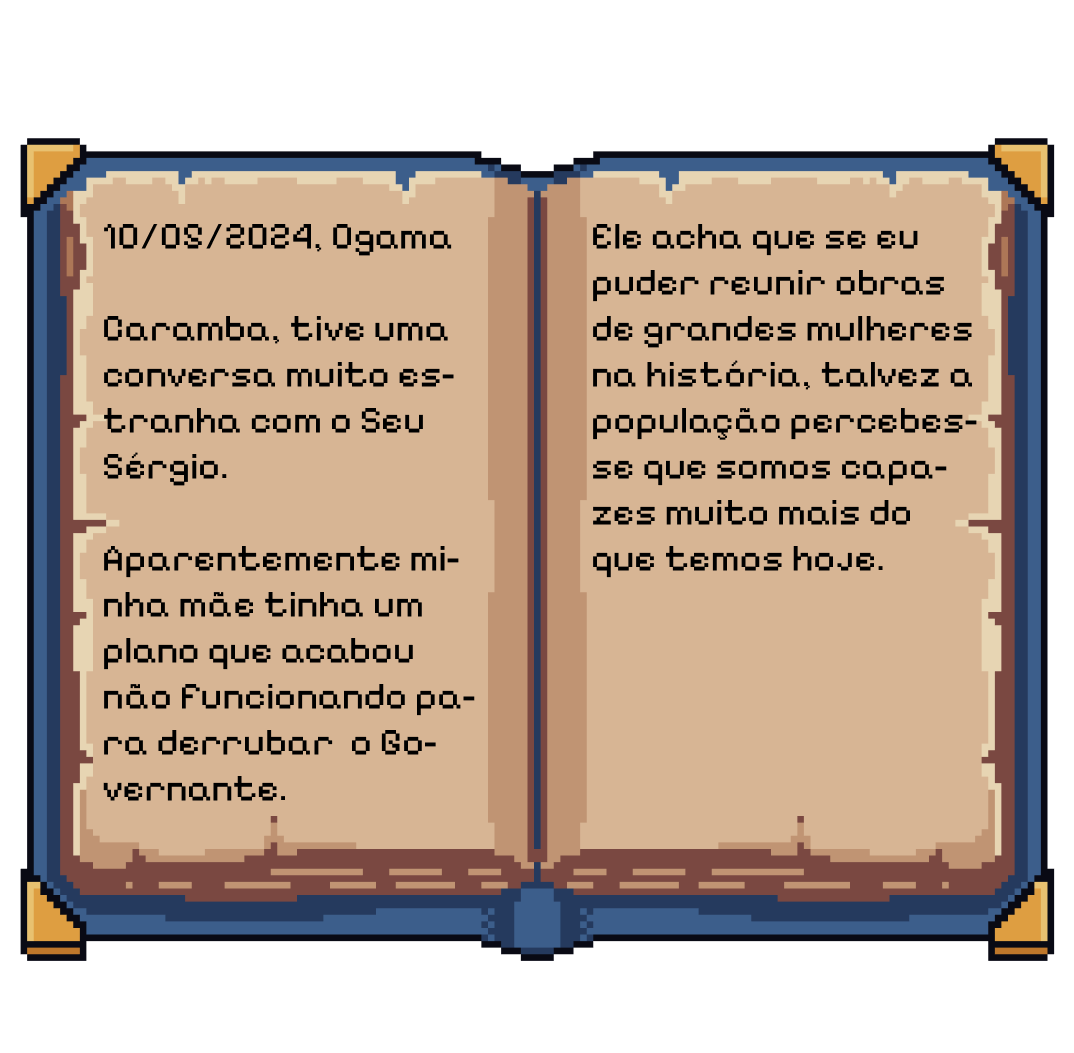 10/08/2024, Ogama
Caramba, tive uma
conversa muito es-
tranha com o Seu
Sérgio.
Aparentemente mi-
nha mãe tinha um
plano que acabou
não funcionando pa-
ra derrubar o Go-
vernante.
Ele acha que se eu
puder reunir obras
de grandes mulheres
na história, talvez a
população percebes-
se que somos capa-
zes muito mais do
que temos hoje.